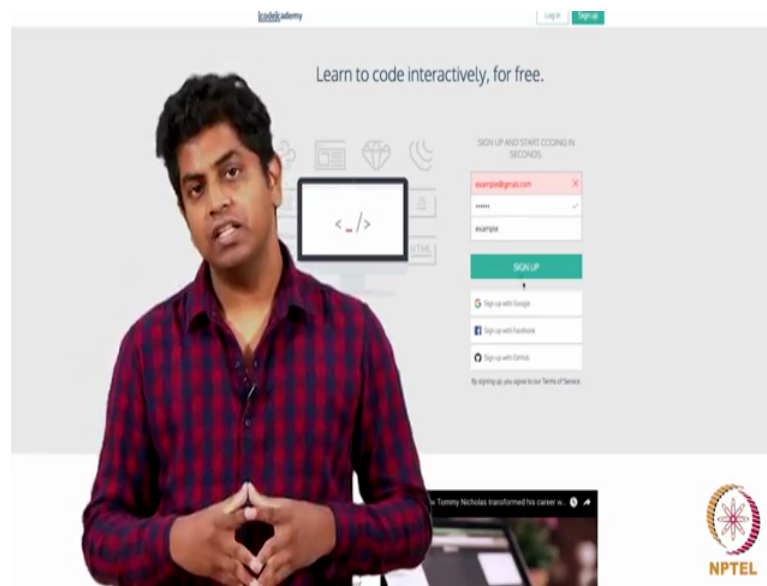 codecademy
Log in
Sign up
Learn to code interactively, for free.
SIGN UP AND START CODING IN
SECONDS.
example@gmail.com
example
SIGN UP
Sign up with Google
Sign up with Facebook
Sign up with GitHub
By signing up, you agree to our Terms of Service.
<_/>
JS
HTML
Tommy Nicholas transformed his career w...
NPTEL